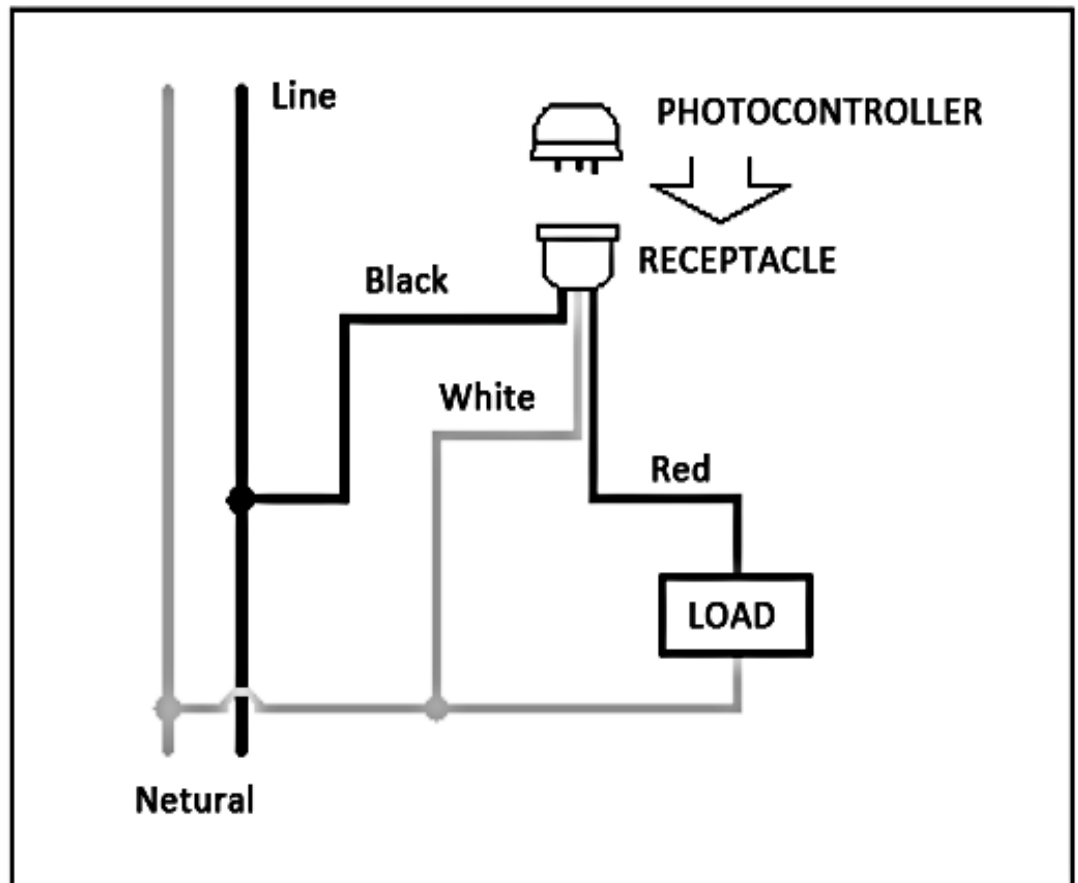 Line
PHOTOCONTROLLER
RECEPTACLE
Black
White
Red
LOAD
Netural